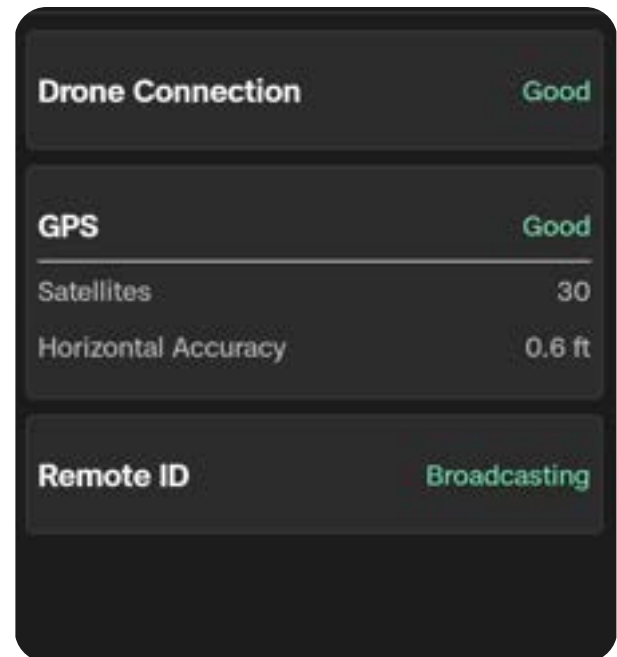 Drone Connection Good
GPS Good
Satellites 30
Horizontal Accuracy 0.6 ft
Remote ID Broadcasting